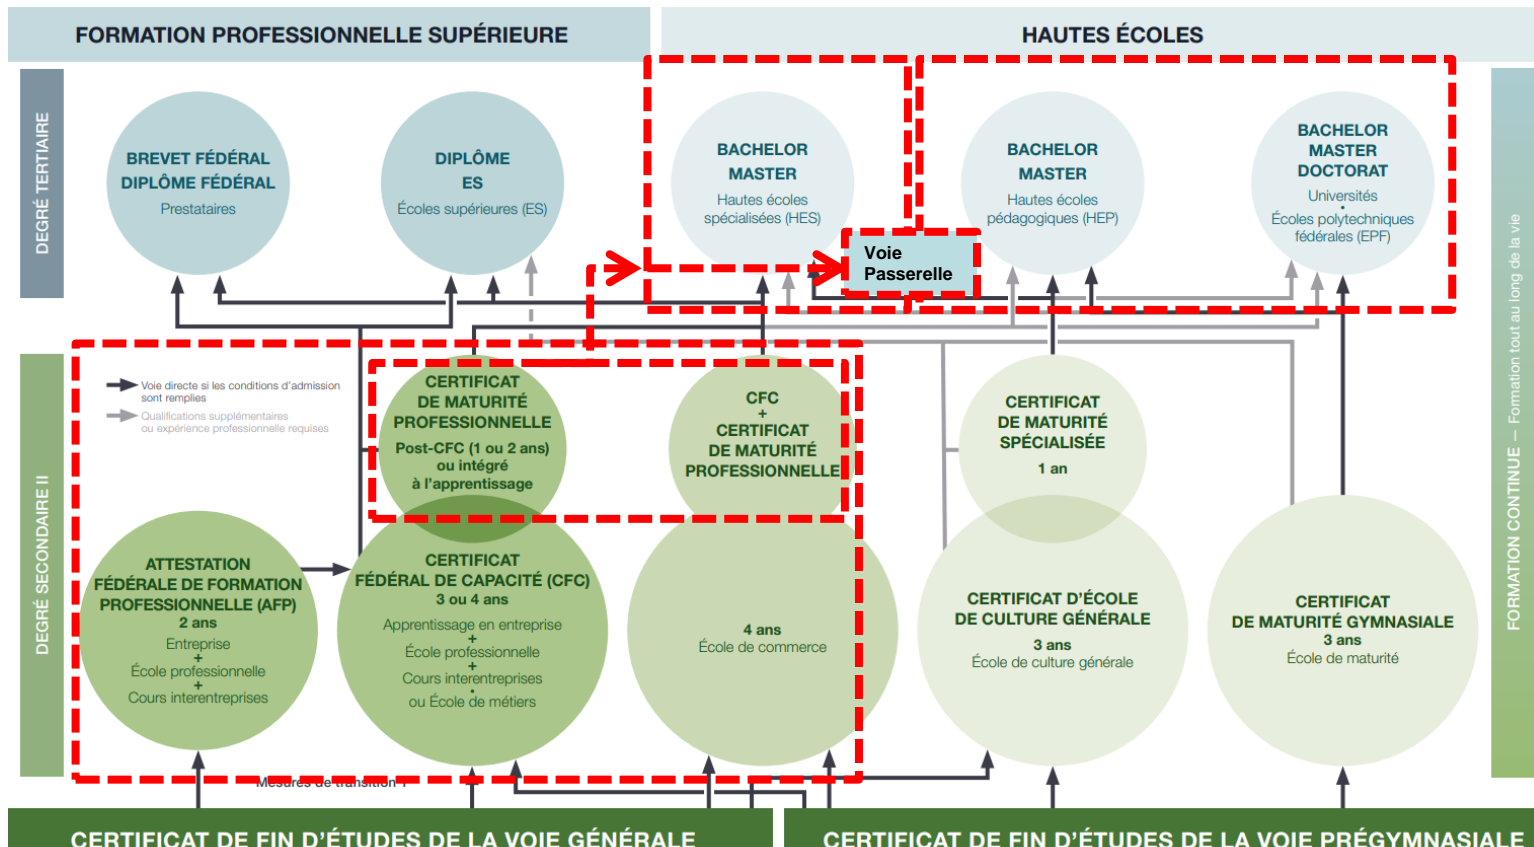 FORMATION PROFESSIONNELLE SUPÉRIEURE
HAUTES ÉCOLES
DEGRÉ TERTIAIRE
BREVET FÉDÉRAL
DIPLÔME FÉDÉRAL
Prestataires
DIPLÔME
ES
Écoles supérieures (ES)
BACHELOR
MASTER
Hautes écoles
spécialisées (HES)
BACHELOR
MASTER
Hautes écoles
pédagogiques (HEP)
BACHELOR
MASTER
DOCTORAT
Universités
•
Écoles polytechniques
fédérales (EPF)
Voie
Passerelle
FORMATION CONTINUE — Formation tout au long de la vie
DEGRÉ SECONDAIRE II
Voie directe si les conditions d'admission
sont remplies
Qualifications supplémentaires
ou expérience professionnelle requises
CERTIFICAT
DE MATURITÉ
PROFESSIONNELLE
Post-CFC (1 ou 2 ans)
ou intégré
à l'apprentissage
CFC
+
CERTIFICAT
DE MATURITÉ
PROFESSIONNELLE
CERTIFICAT
DE MATURITÉ
SPÉCIALISÉE
1 an
ATTESTATION
FÉDÉRALE DE FORMATION
PROFESSIONNELLE (AFP)
2 ans
Entreprise
+
École professionnelle
+
Cours interentreprises
CERTIFICAT
FÉDÉRAL DE CAPACITÉ (CFC)
3 ou 4 ans
Apprentissage en entreprise
+
École professionnelle
+
Cours interentreprises
•
ou École de métiers
4 ans
École de commerce
CERTIFICAT D'ÉCOLE
DE CULTURE GÉNÉRALE
3 ans
École de culture générale
CERTIFICAT
DE MATURITÉ GYMNASIALE
3 ans
École de maturité
Mesures de transition 1
CERTIFICAT DE FIN D'ÉTUDES DE LA VOIE GÉNÉRALE
CERTIFICAT DE FIN D'ÉTUDES DE LA VOIE PRÉGYMNASIALE